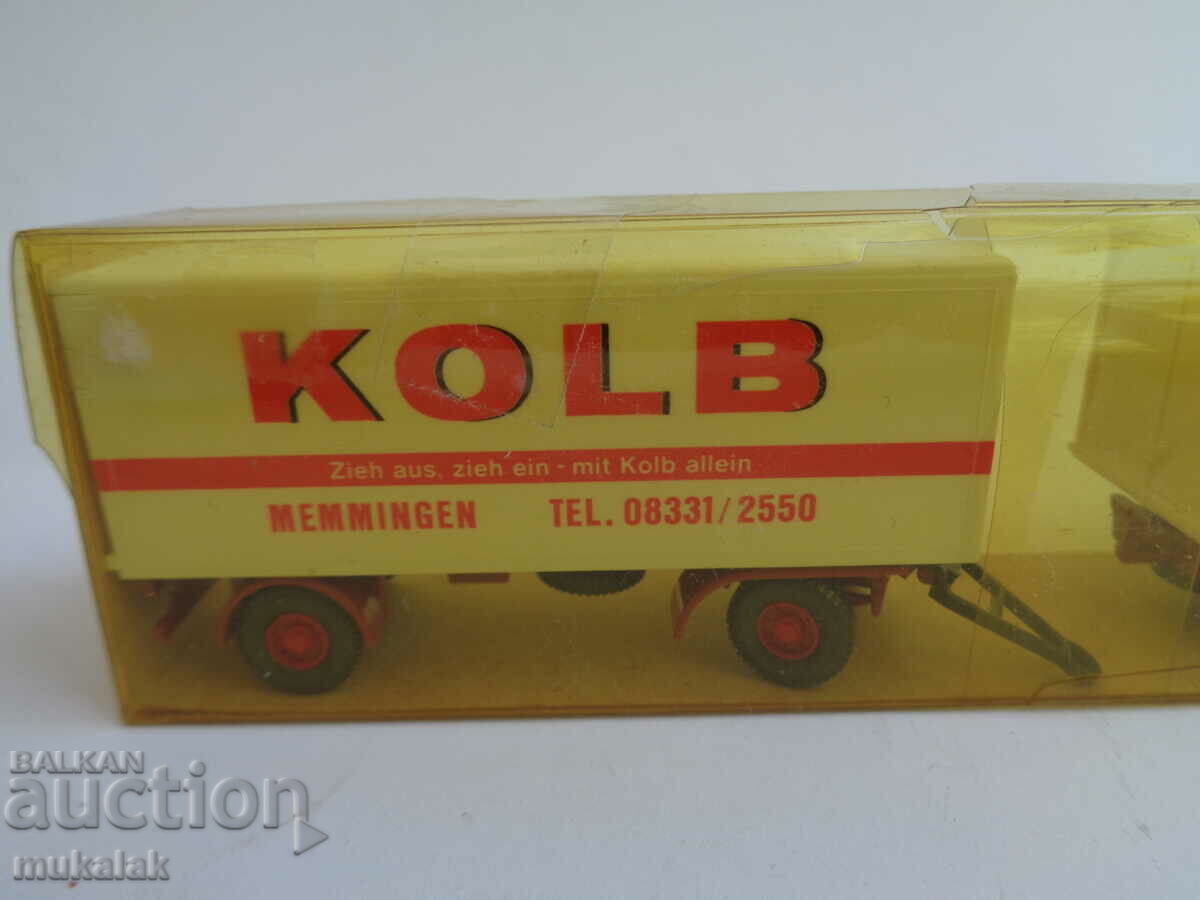 KOLB
Zieh aus, zieh ein - mit Kolb allein
MEMMINGEN TEL. 08331/2550
BALKAN
auction
mukalak